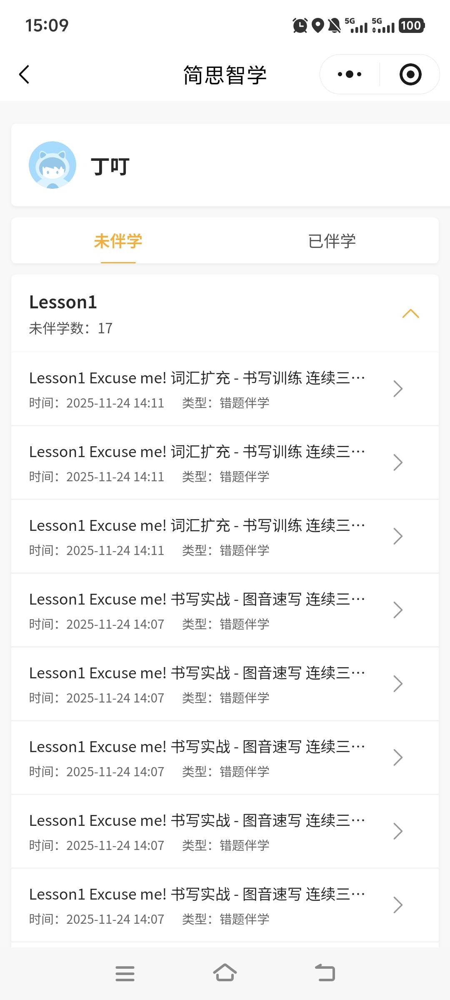 15:09
5G 5G 100
简思智学
丁叮
未伴学 已伴学
Lesson1
未伴学数：17
Lesson1 Excuse me! 词汇扩充 - 书写训练 连续三…
时间：2025-11-24 14:11 类型：错题伴学
Lesson1 Excuse me! 词汇扩充 - 书写训练 连续三…
时间：2025-11-24 14:11 类型：错题伴学
Lesson1 Excuse me! 词汇扩充 - 书写训练 连续三…
时间：2025-11-24 14:11 类型：错题伴学
Lesson1 Excuse me! 书写实战 - 图音速写 连续三…
时间：2025-11-24 14:07 类型：错题伴学
Lesson1 Excuse me! 书写实战 - 图音速写 连续三…
时间：2025-11-24 14:07 类型：错题伴学
Lesson1 Excuse me! 书写实战 - 图音速写 连续三…
时间：2025-11-24 14:07 类型：错题伴学
Lesson1 Excuse me! 书写实战 - 图音速写 连续三…
时间：2025-11-24 14:07 类型：错题伴学
Lesson1 Excuse me! 书写实战 - 图音速写 连续三…
时间：2025-11-24 14:07 类型：错题伴学